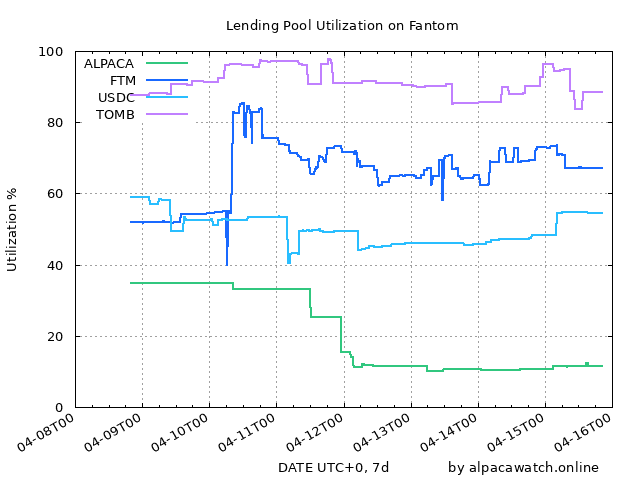 Lending Pool Utilization on Fantom
ALPACA
FTM
USDC
TOMB
Utilization %
100
80
60
40
20
0
04-08T00
04-09T00
04-10T00
04-11T00
04-12T00
04-13T00
04-14T00
04-15T00
04-16T00
DATE UTC+0, 7d
by alpacawatch.online